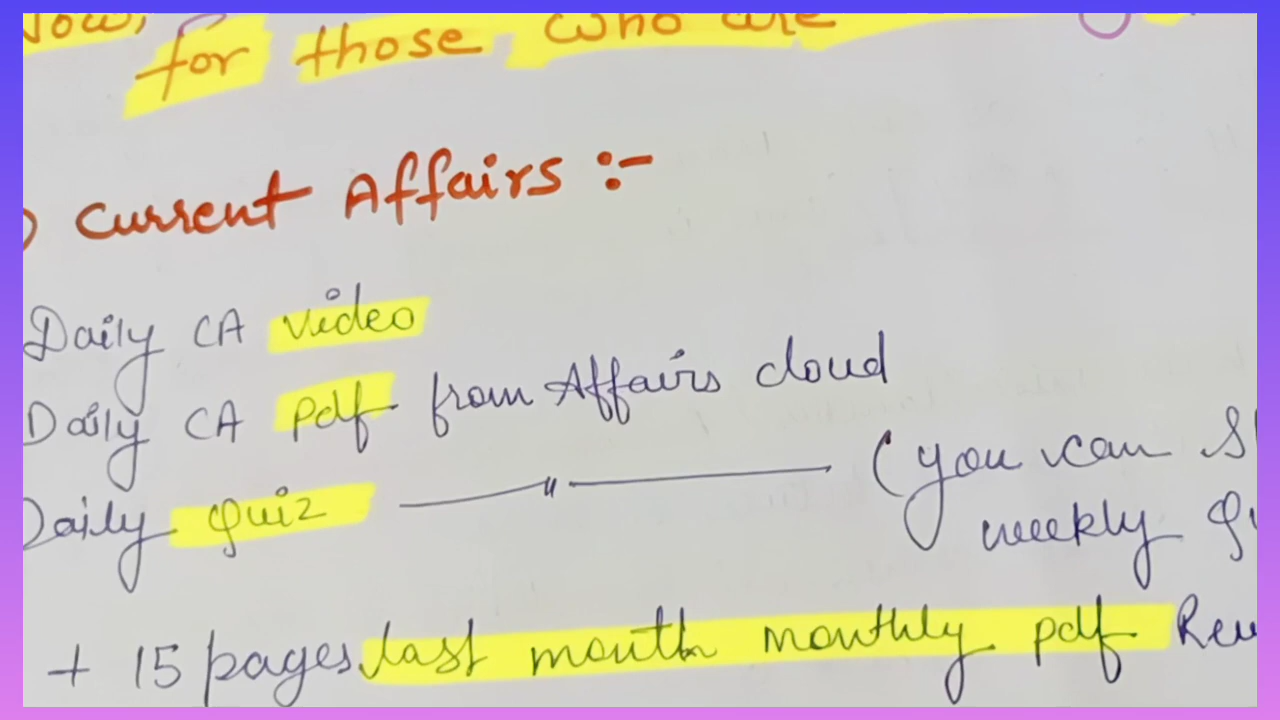 Now,
for those who are
) Current Affairs :-
Daily CA video
Daily CA pdf from Affairs cloud
Daily Quiz —— " —— (you can
weekly
+ 15 pages last month monthly pdf